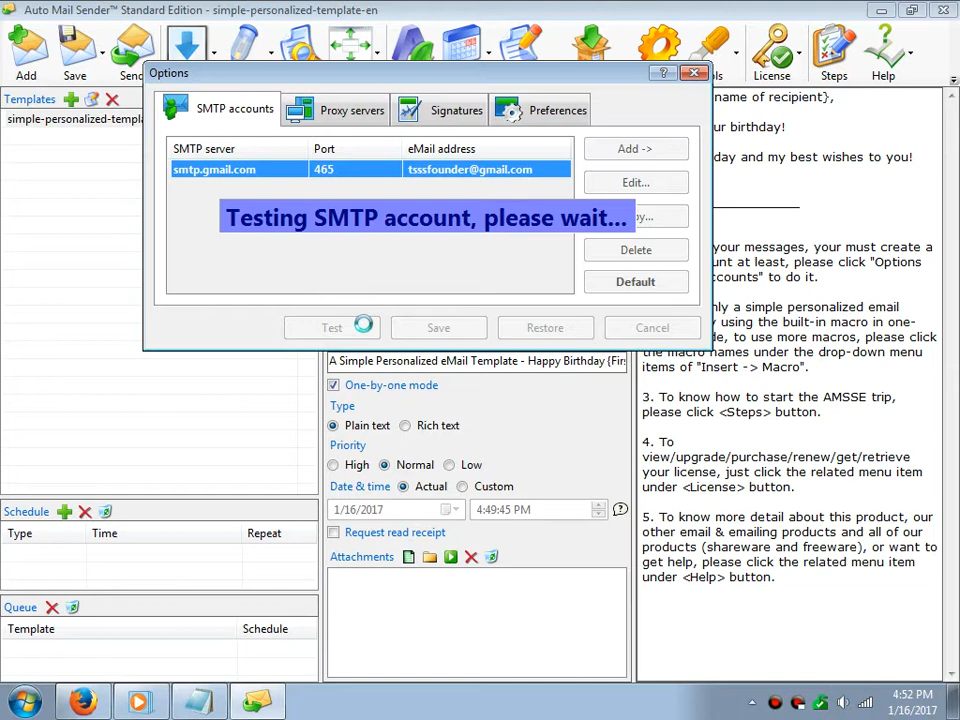 Auto Mail Sender™ Standard Edition - simple-personalized-template-en
Add
Save
Send
License
Steps
Help
Options
SMTP accounts
Proxy servers
Signatures
Preferences
SMTP server Port eMail address
smtp.gmail.com 465 tsssfounder@gmail.com
Testing SMTP account, please wait...
Add ->
Edit...
Delete
Default
Test
Save
Restore
Cancel
Templates
simple-personalized-templa
Schedule
Type Time Repeat
Queue
Template Schedule
A Simple Personalized eMail Template - Happy Birthday {Firs
One-by-one mode
Type
Plain text
Rich text
Priority
High
Normal
Low
Date & time
Actual
Custom
1/16/2017
4:49:45 PM
Request read receipt
Attachments
name of recipient},
ur birthday!
day and my best wishes to you!
your messages, your must create a
unt at least, please click "Options
ccounts" to do it.
nly a simple personalized email
y using the built-in macro in one-
de, to use more macros, please click
the macro names under the drop-down menu
items of "Insert -> Macro".
3. To know how to start the AMSSE trip,
please click <Steps> button.
4. To
view/upgrade/purchase/renew/get/retrieve
your license, just click the related menu item
under <License> button.
5. To know more detail about this product, our
other email & emailing products and all of our
products (shareware and freeware), or want to
get help, please click the related menu item
under <Help> button.
4:52 PM
1/16/2017